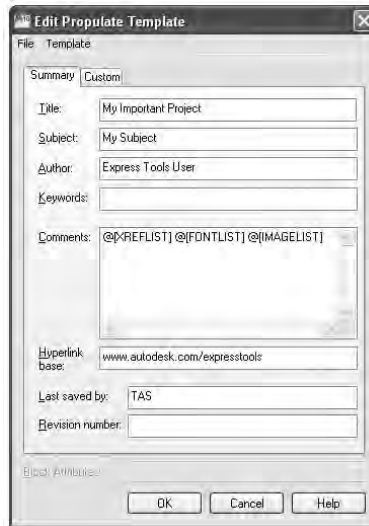 Edit Propulate Template
File Template
Summary Custom
Title: My Important Project
Subject: My Subject
Author: Express Tools User
Keywords:
Comments: @[XREFLIST] @[FONTLIST] @[IMAGELIST]
Hyperlink
base: www.autodesk.com/expresstools
Last saved by: TAS
Revision number:
Block Attributes
OK Cancel Help